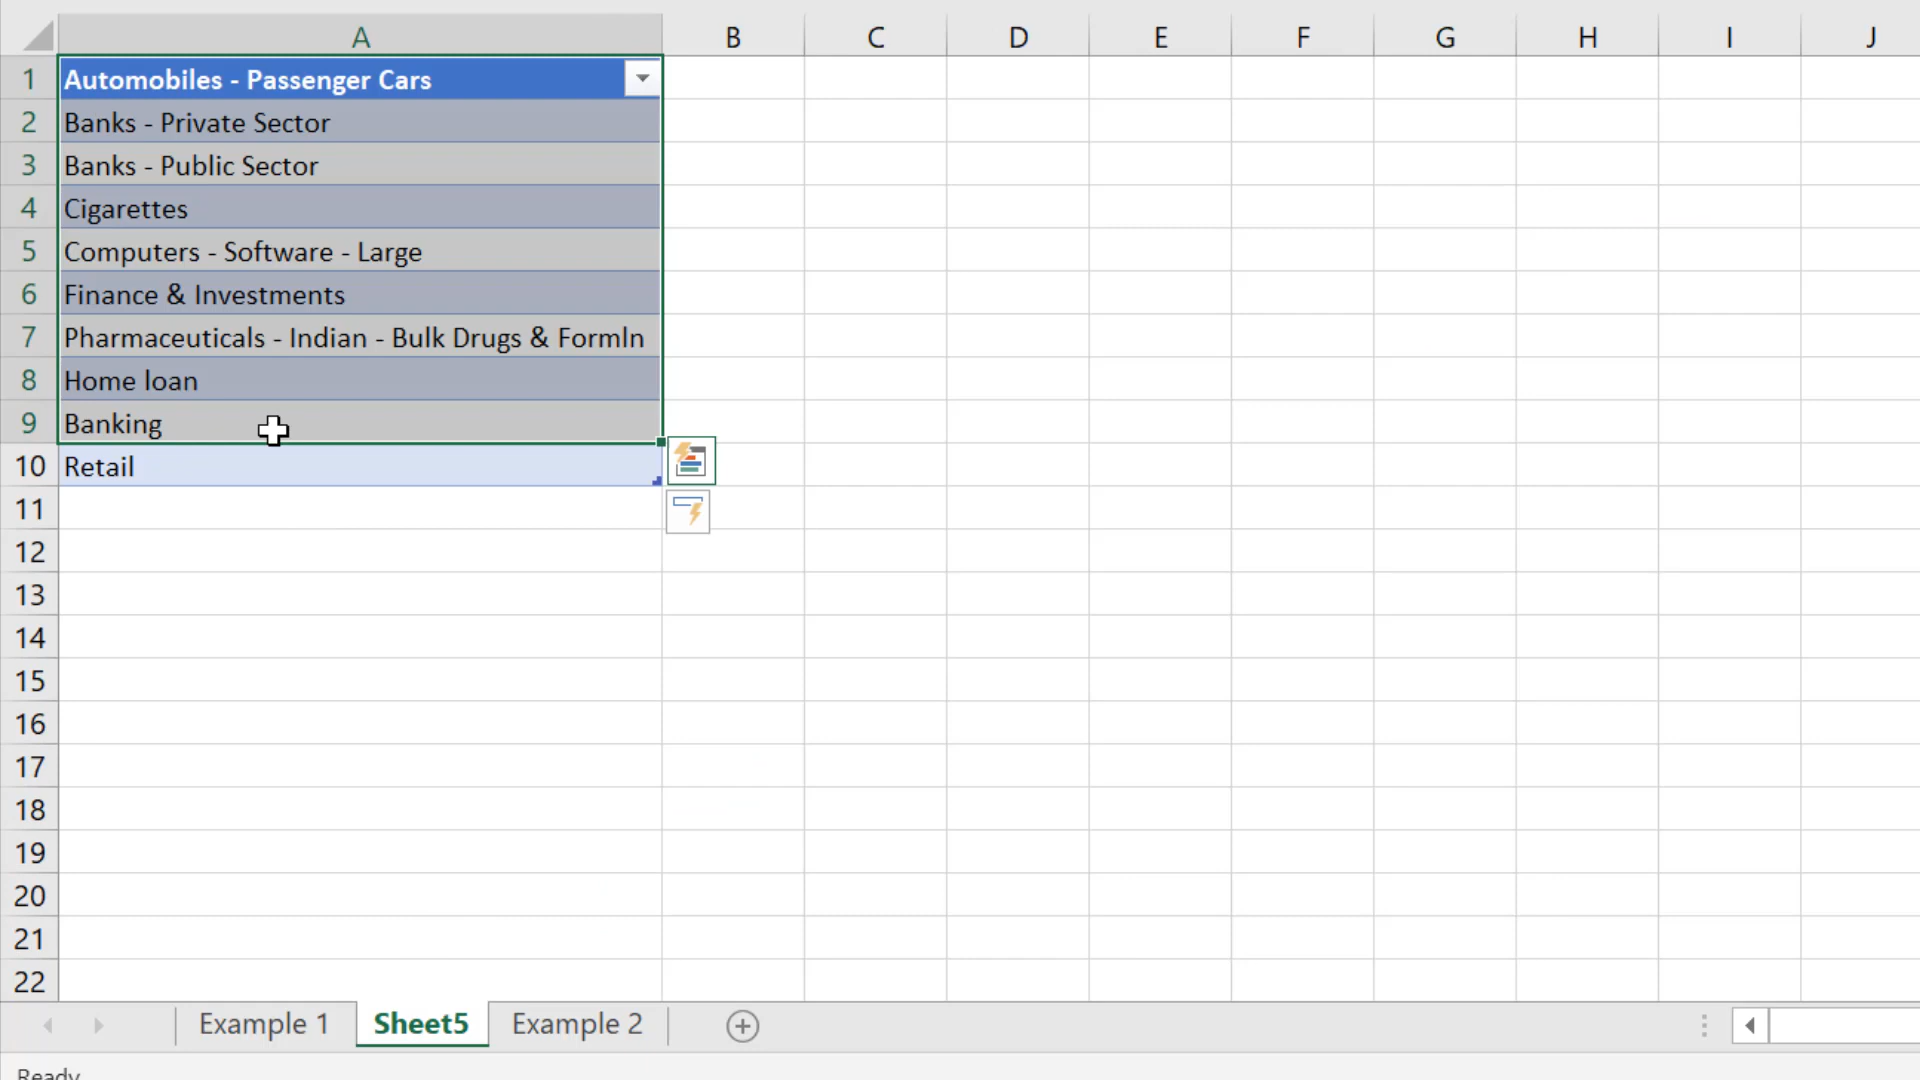 A B C D E F G H I J
1 Automobiles - Passenger Cars
2 Banks - Private Sector
3 Banks - Public Sector
4 Cigarettes
5 Computers - Software - Large
6 Finance & Investments
7 Pharmaceuticals - Indian - Bulk Drugs & Formln
8 Home loan
9 Banking
10 Retail
11
12
13
14
15
16
17
18
19
20
21
22
Example 1 Sheet5 Example 2
Ready